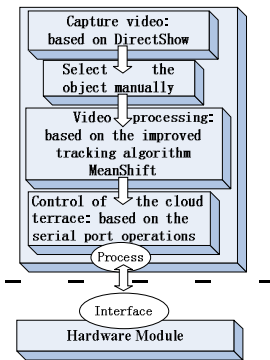 Capture video:
based on DirectShow
Select the
object manually
Video processing:
based on the improved
tracking algorithm
MeanShift
Control of the cloud
terrace: based on the
serial port operations
Process
Interface
Hardware Module